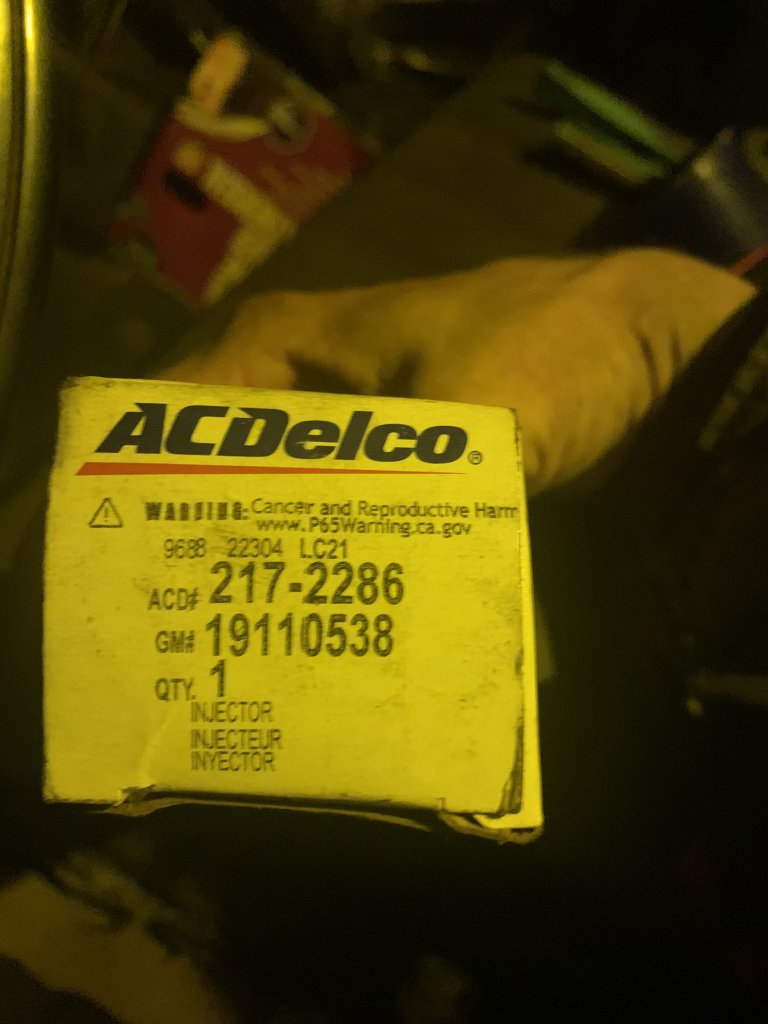 ACDelco®
WARNING: Cancer and Reproductive Harm
www.P65Warning.ca.gov
9688 22304 LC21
ACD# 217-2286
GM# 19110538
QTY. 1
INJECTOR
INJECTEUR
INYECTOR